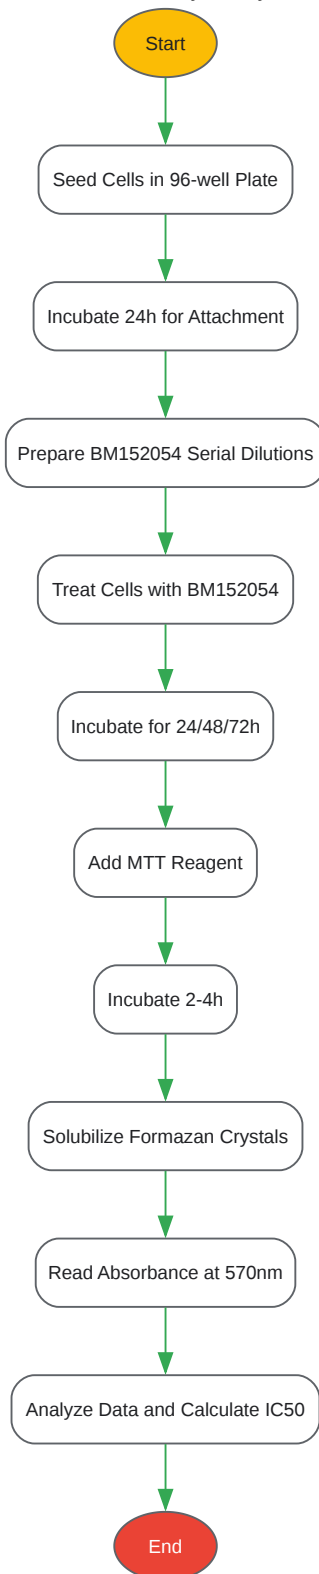 Start
Seed Cells in 96-well Plate
Incubate 24h for Attachment
Prepare BM152054 Serial Dilutions
Treat Cells with BM152054
Incubate for 24/48/72h
Add MTT Reagent
Incubate 2-4h
Solubilize Formazan Crystals
Read Absorbance at 570nm
Analyze Data and Calculate IC50
End